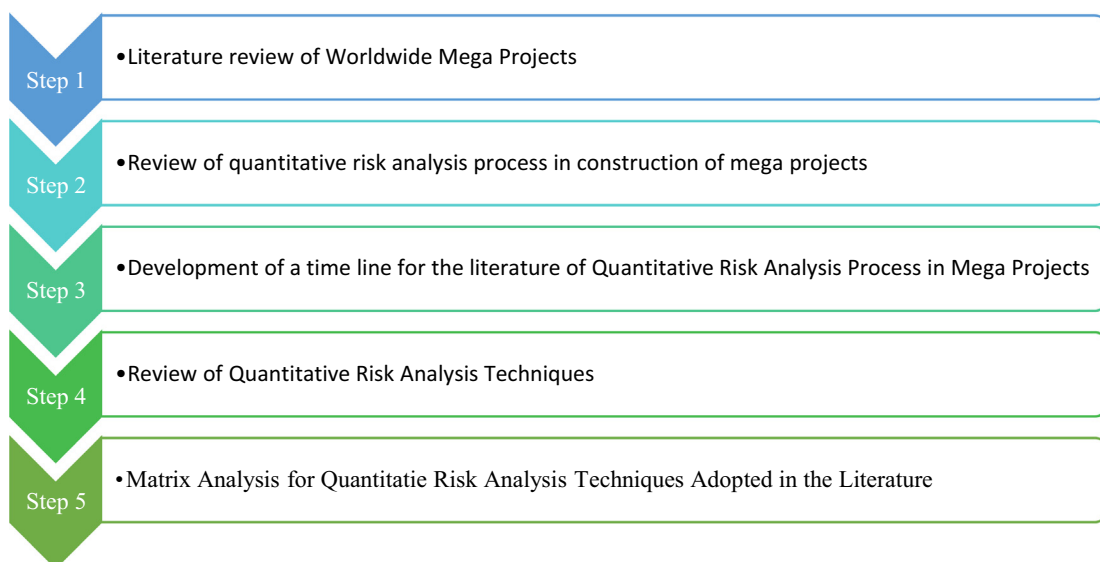 Step 1
•Literature review of Worldwide Mega Projects
Step 2
•Review of quantitative risk analysis process in construction of mega projects
Step 3
•Development of a time line for the literature of Quantitative Risk Analysis Process in Mega Projects
Step 4
•Review of Quantitative Risk Analysis Techniques
Step 5
•Matrix Analysis for Quantitatie Risk Analysis Techniques Adopted in the Literature